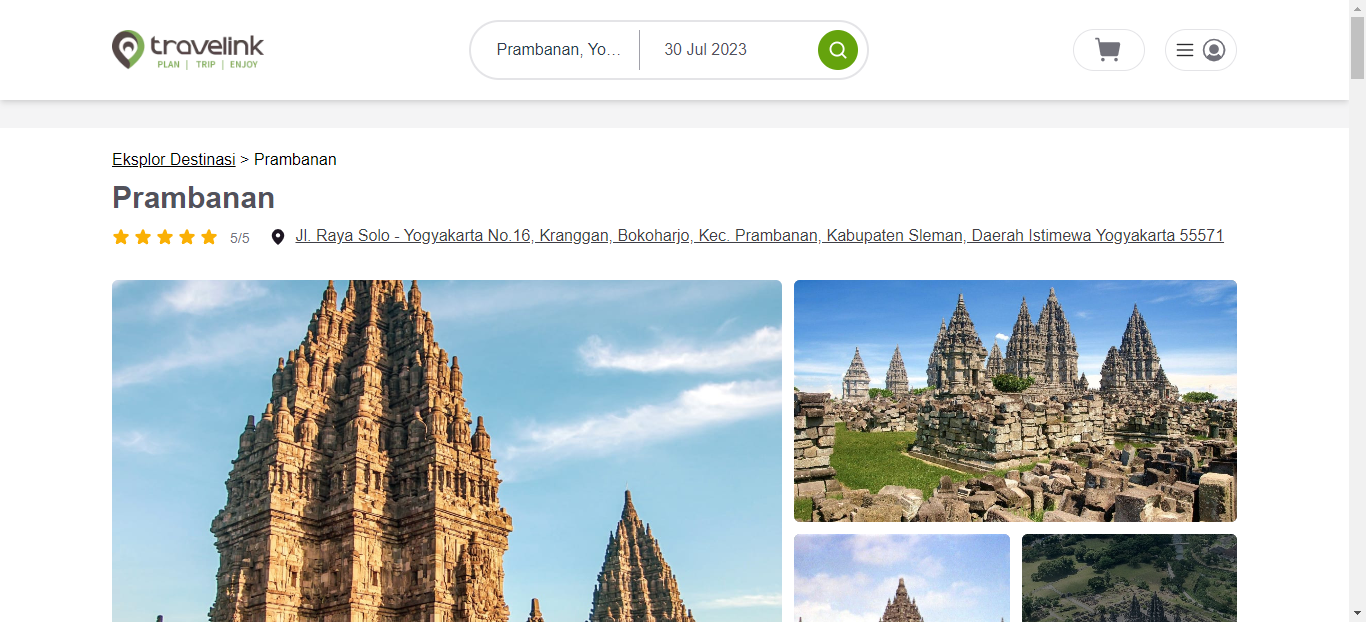 travelink
PLAN | TRIP | ENJOY
Prambanan, Yo…
30 Jul 2023
Eksplor Destinasi > Prambanan
Prambanan
5/5
Jl. Raya Solo - Yogyakarta No.16, Kranggan, Bokoharjo, Kec. Prambanan, Kabupaten Sleman, Daerah Istimewa Yogyakarta 55571